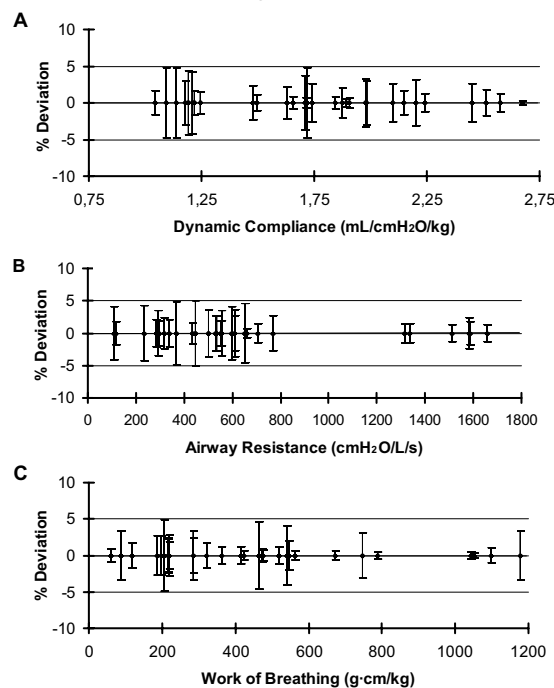 A
10
5
0
-5
-10
% Deviation
0,75 1,25 1,75 2,25 2,75
Dynamic Compliance (mL/cmH₂O/kg)
B
10
5
0
-5
-10
% Deviation
0 200 400 600 800 1000 1200 1400 1600 1800
Airway Resistance (cmH₂O/L/s)
C
10
5
0
-5
-10
% Deviation
0 200 400 600 800 1000 1200
Work of Breathing (g·cm/kg)